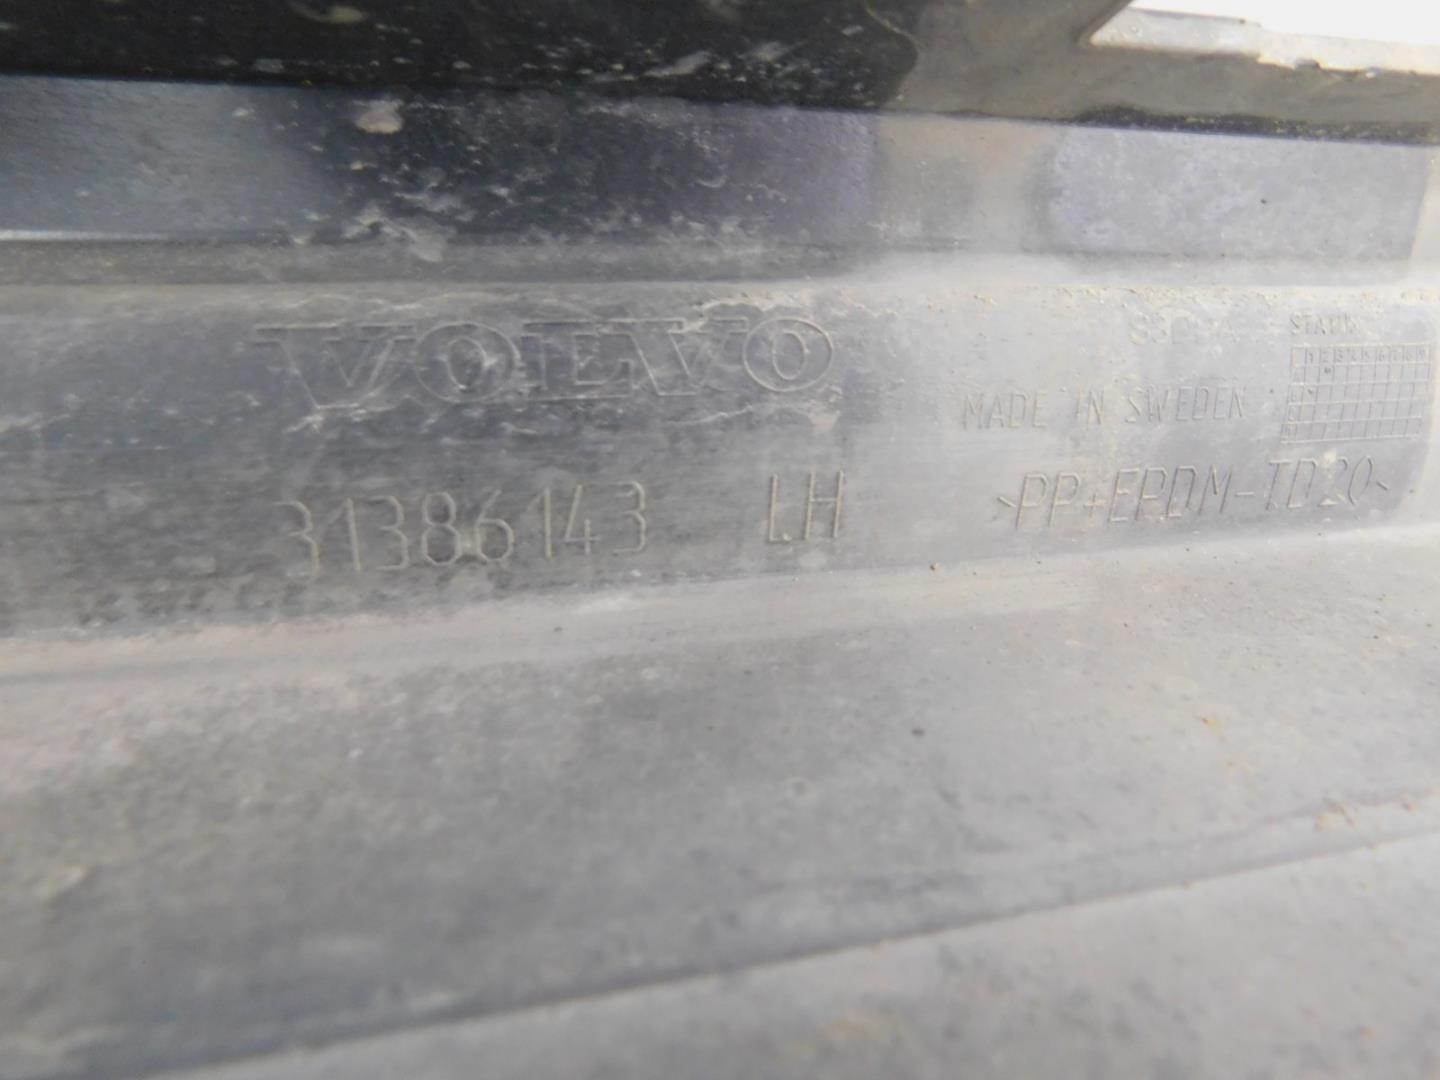 VOLVO
MADE IN SWEDEN
31386143 LH >PP+EPDM-TD20<